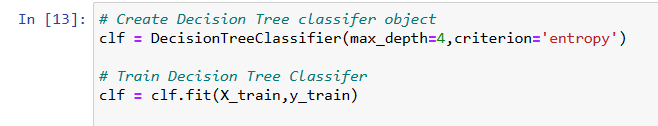 In [13]: # Create Decision Tree classifer object
clf = DecisionTreeClassifier(max_depth=4,criterion='entropy')
# Train Decision Tree Classifer
clf = clf.fit(X_train,y_train)